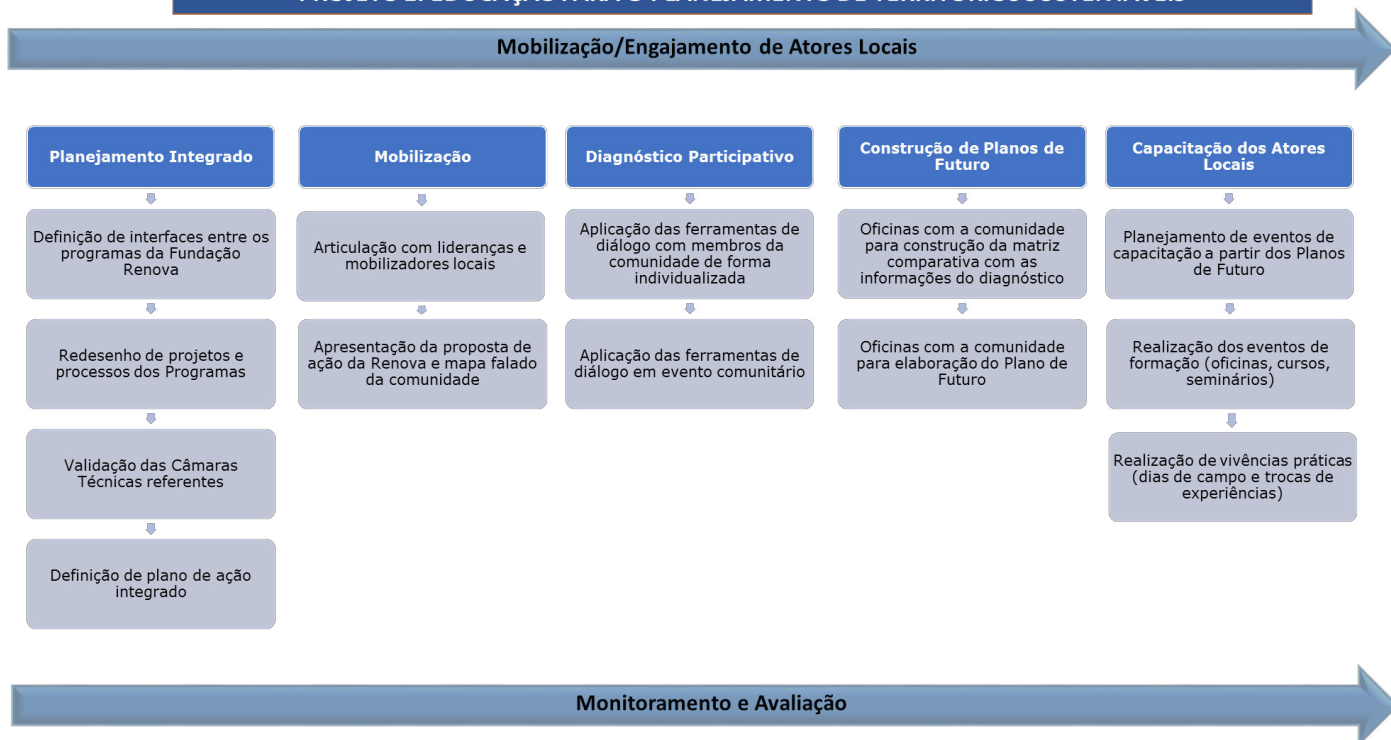 Mobilização/Engajamento de Atores Locais
Planejamento Integrado
Definição de interfaces entre os
programas da Fundação
Renova
Redesenho de projetos e
processos dos Programas
Validação das Câmaras
Técnicas referentes
Definição de plano de ação
integrado
Mobilização
Articulação com lideranças e
mobilizadores locais
Apresentação da proposta de
ação da Renova e mapa falado
da comunidade
Diagnóstico Participativo
Aplicação das ferramentas de
diálogo com membros da
comunidade de forma
individualizada
Aplicação das ferramentas de
diálogo em evento comunitário
Construção de Planos de
Futuro
Oficinas com a comunidade
para construção da matriz
comparativa com as
informações do diagnóstico
Oficinas com a comunidade
para elaboração do Plano de
Futuro
Capacitação dos Atores
Locais
Planejamento de eventos de
capacitação a partir dos Planos
de Futuro
Realização dos eventos de
formação (oficinas, cursos,
seminários)
Realização de vivências práticas
(dias de campo e trocas de
experiências)
Monitoramento e Avaliação